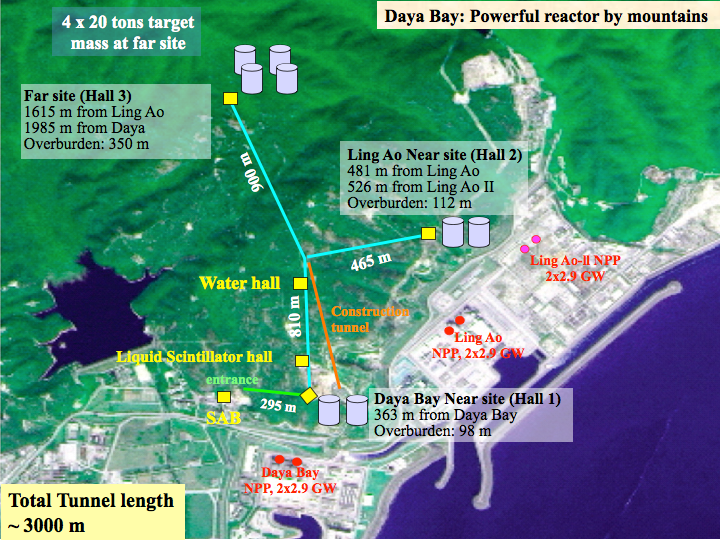 4 x 20 tons target
mass at far site
Daya Bay: Powerful reactor by mountains
Far site (Hall 3)
1615 m from Ling Ao
1985 m from Daya
Overburden: 350 m
900 m
Ling Ao Near site (Hall 2)
481 m from Ling Ao
526 m from Ling Ao II
Overburden: 112 m
465 m
Ling Ao-ll NPP
2x2.9 GW
Water hall
810 m
Construction
tunnel
Ling Ao
NPP, 2x2.9 GW
Liquid Scintillator hall
entrance
295 m
SAB
Daya Bay Near site (Hall 1)
363 m from Daya Bay
Overburden: 98 m
Daya Bay
NPP, 2x2.9 GW
Total Tunnel length
~ 3000 m